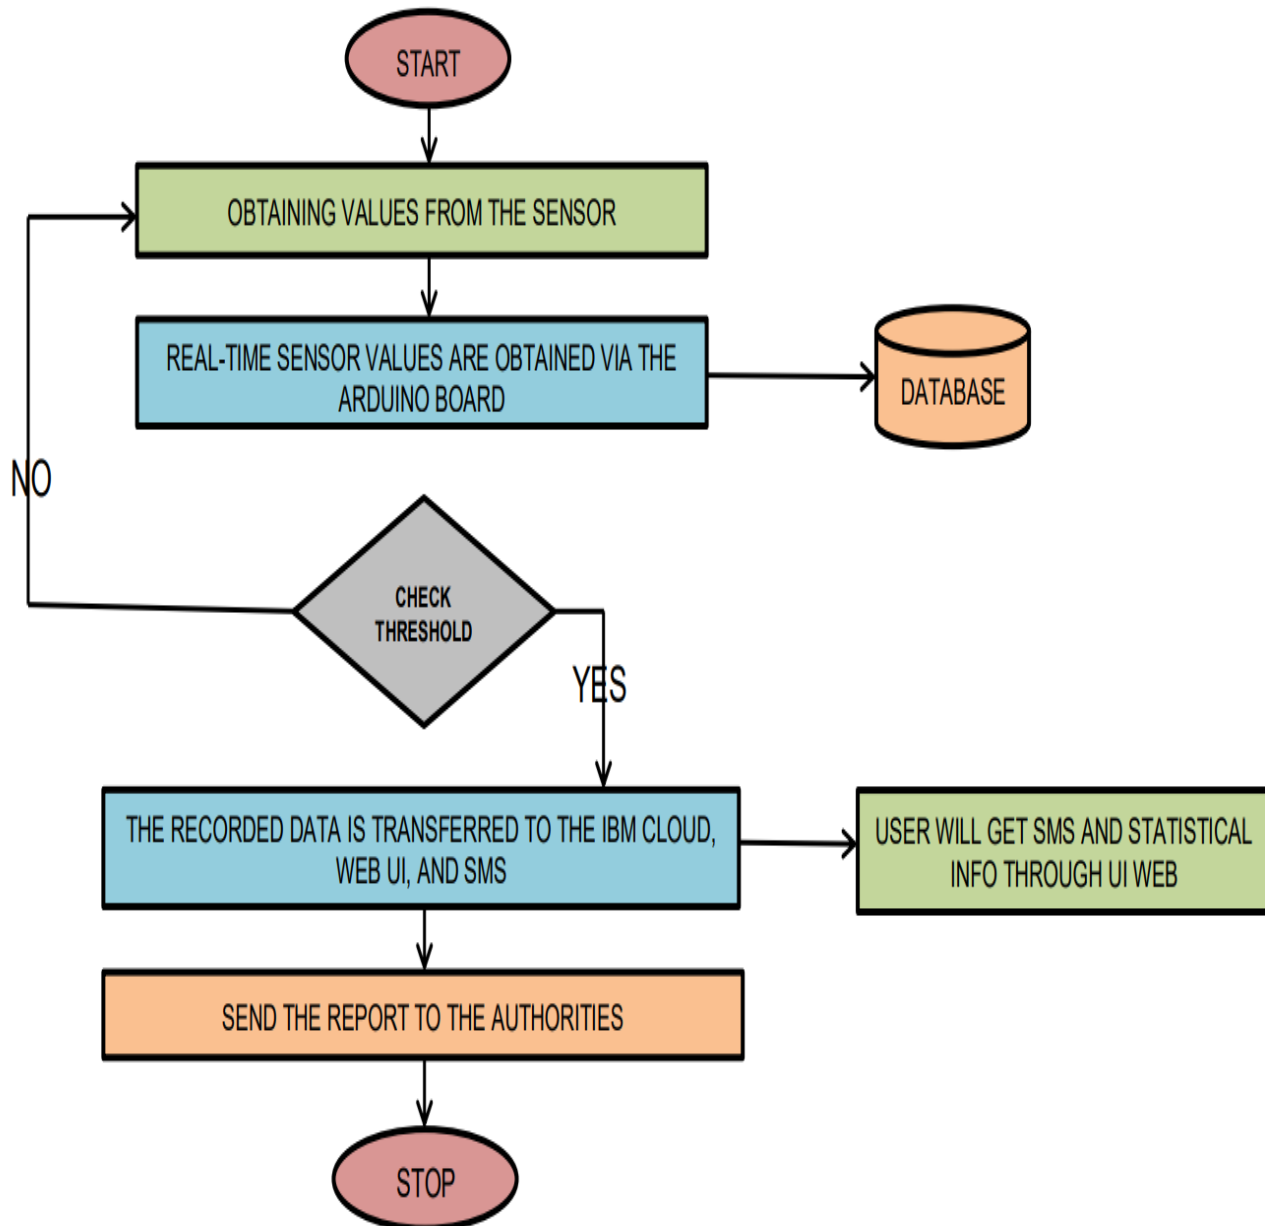 START
OBTAINING VALUES FROM THE SENSOR
REAL-TIME SENSOR VALUES ARE OBTAINED VIA THE
ARDUINO BOARD
DATABASE
NO
CHECK
THRESHOLD
YES
THE RECORDED DATA IS TRANSFERRED TO THE IBM CLOUD,
WEB UI, AND SMS
USER WILL GET SMS AND STATISTICAL
INFO THROUGH UI WEB
SEND THE REPORT TO THE AUTHORITIES
STOP